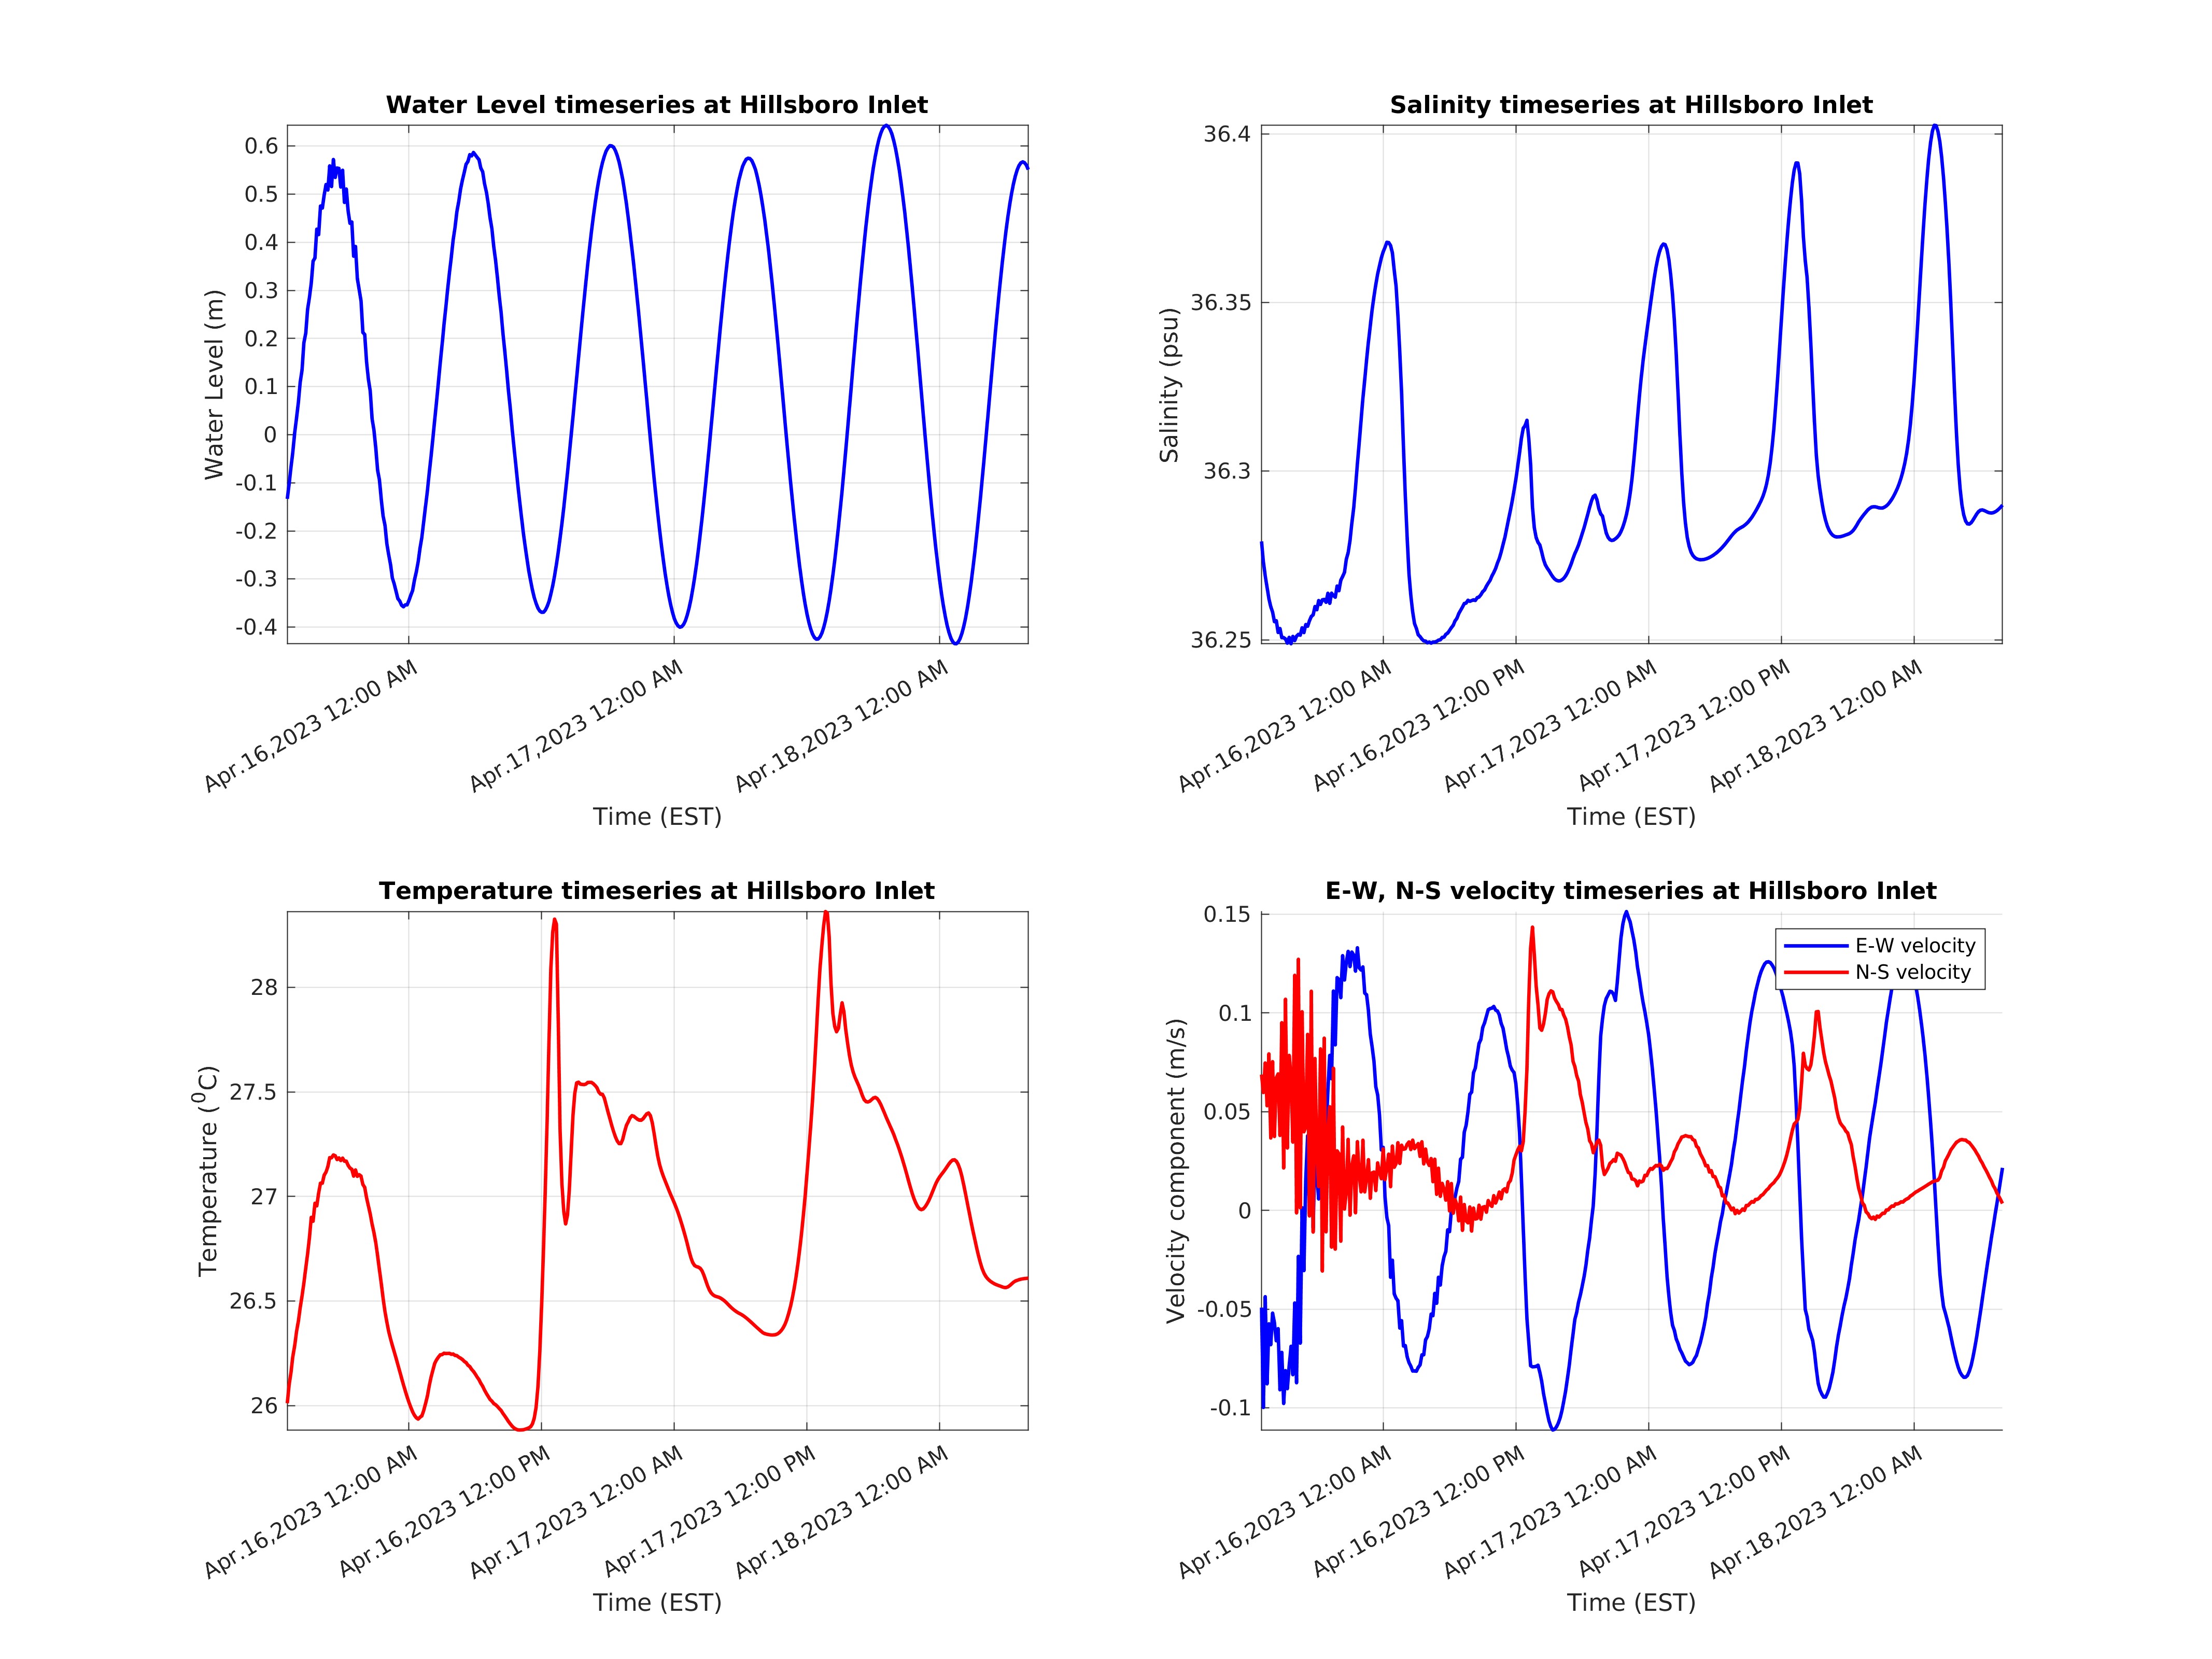 Water Level timeseries at Hillsboro Inlet
0.6
0.5
0.4
0.3
0.2
0.1
0
-0.1
-0.2
-0.3
-0.4
Water Level (m)
Apr.16,2023 12:00 AM
Apr.17,2023 12:00 AM
Apr.18,2023 12:00 AM
Time (EST)
Salinity timeseries at Hillsboro Inlet
36.4
36.35
36.3
36.25
Salinity (psu)
Apr.16,2023 12:00 AM
Apr.16,2023 12:00 PM
Apr.17,2023 12:00 AM
Apr.17,2023 12:00 PM
Apr.18,2023 12:00 AM
Time (EST)
Temperature timeseries at Hillsboro Inlet
28
27.5
27
26.5
26
Temperature (⁰C)
Apr.16,2023 12:00 AM
Apr.16,2023 12:00 PM
Apr.17,2023 12:00 AM
Apr.17,2023 12:00 PM
Apr.18,2023 12:00 AM
Time (EST)
E-W, N-S velocity timeseries at Hillsboro Inlet
0.15
0.1
0.05
0
-0.05
-0.1
Velocity component (m/s)
E-W velocity
N-S velocity
Apr.16,2023 12:00 AM
Apr.16,2023 12:00 PM
Apr.17,2023 12:00 AM
Apr.17,2023 12:00 PM
Apr.18,2023 12:00 AM
Time (EST)